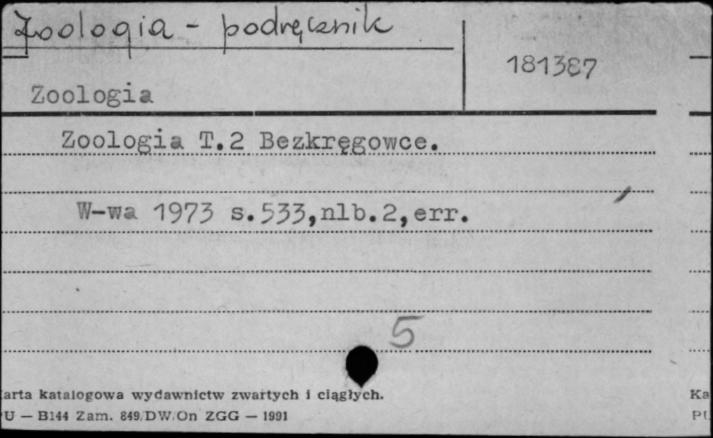 Zoologia - podręcznik
181387
Zoologia
Zoologia T.2 Bezkręgowce.
W-wa 1973 s.533,nlb.2,err.
5
arta katalogowa wydawnictw zwartych i ciągłych.
Ka
U — B144 Zam. 849/DW/On ZGG — 1991
PU